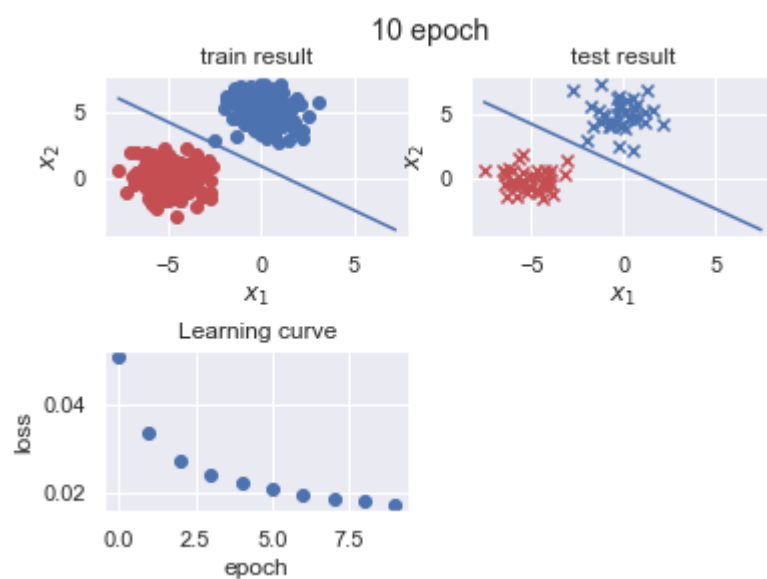 10 epoch
train result
test result
x2
5
0
−5
0
5
x1
x2
5
0
−5
0
5
x1
Learning curve
loss
0.04
0.02
0.0
2.5
5.0
7.5
epoch